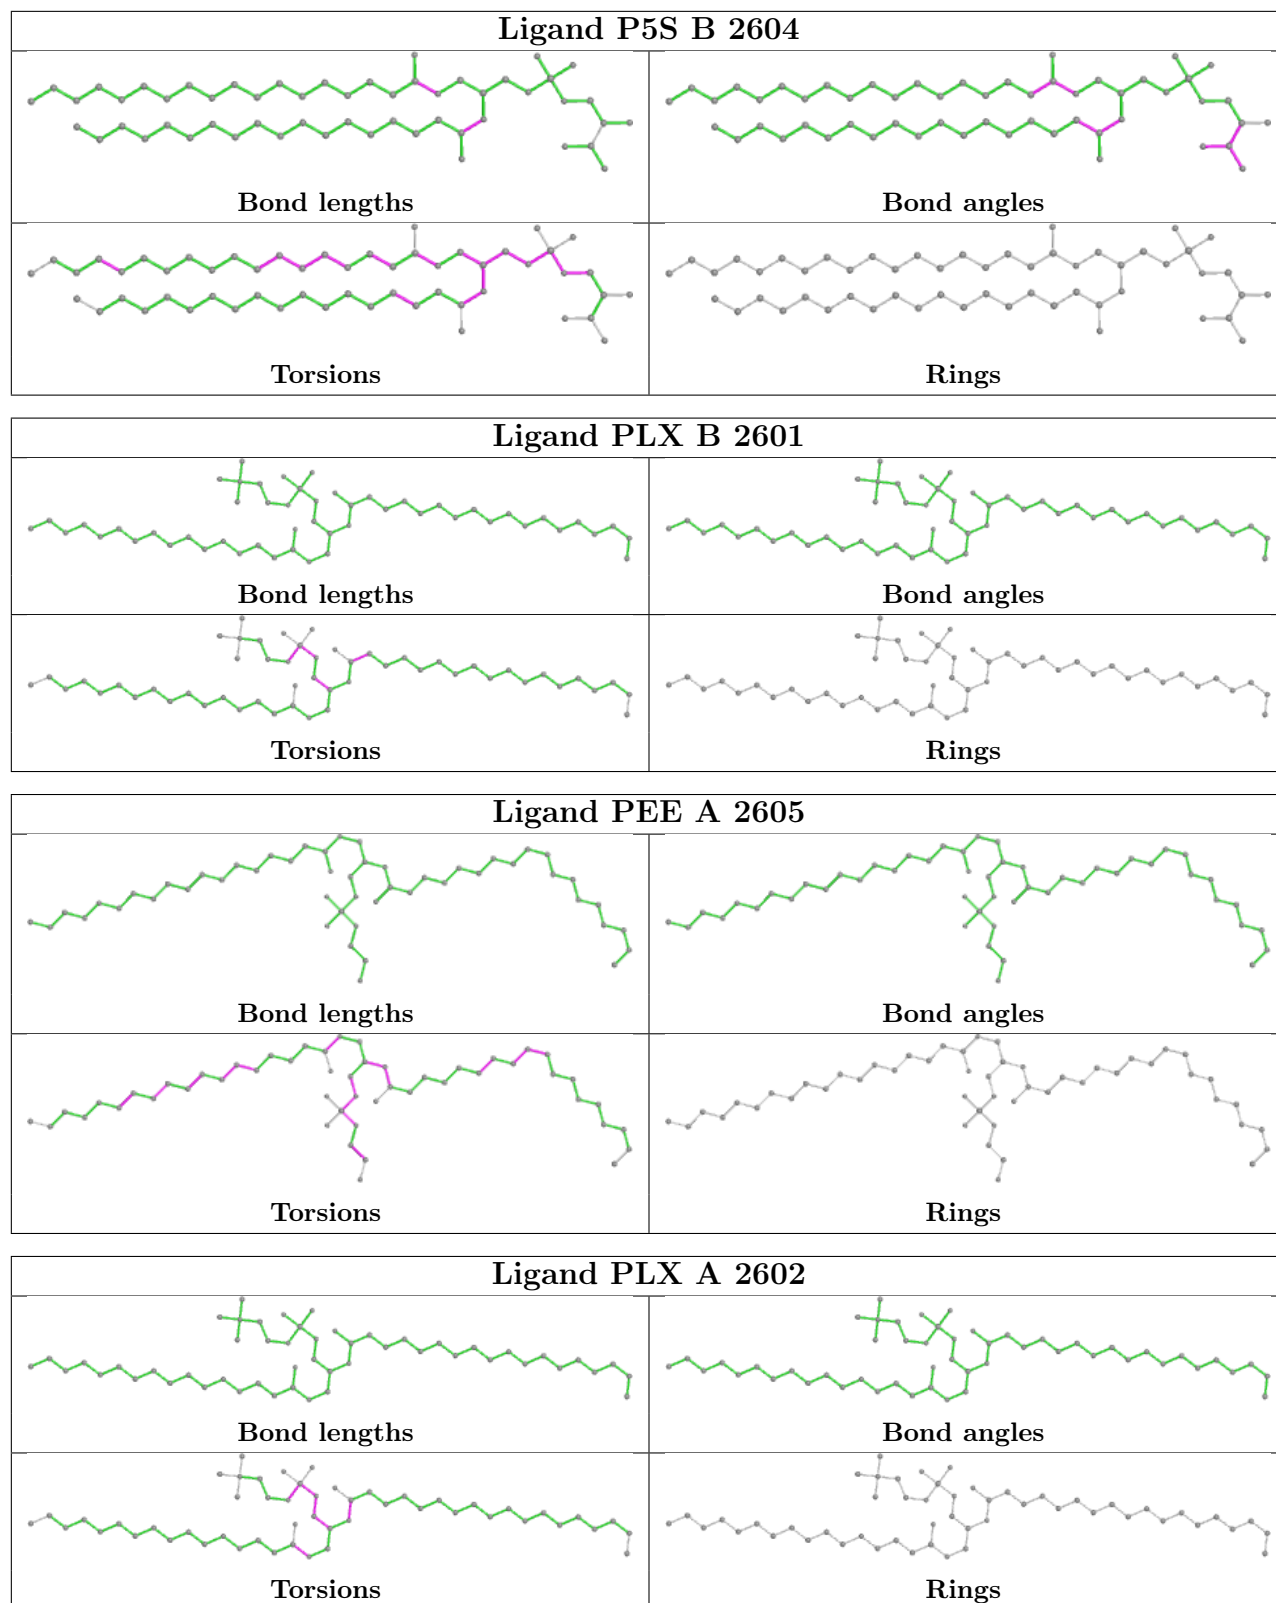 Ligand P5S B 2604
Bond lengths
Bond angles
Torsions
Rings
Ligand PLX B 2601
Bond lengths
Bond angles
Torsions
Rings
Ligand PEE A 2605
Bond lengths
Bond angles
Torsions
Rings
Ligand PLX A 2602
Bond lengths
Bond angles
Torsions
Rings